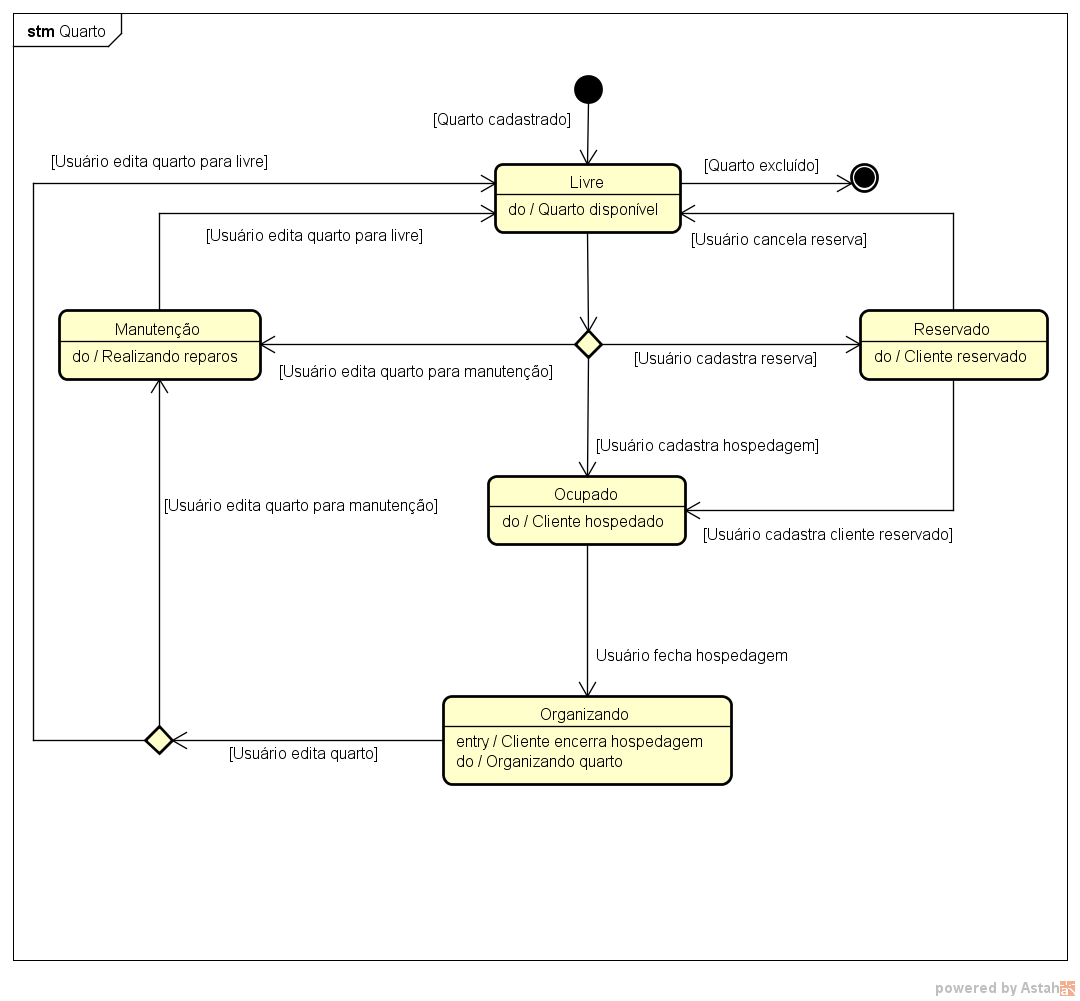 stm Quarto
[Quarto cadastrado]
[Usuário edita quarto para livre]
[Quarto excluído]
Livre
do / Quarto disponível
[Usuário edita quarto para livre]
[Usuário cancela reserva]
Manutenção
do / Realizando reparos
Reservado
do / Cliente reservado
[Usuário edita quarto para manutenção]
[Usuário cadastra reserva]
[Usuário cadastra hospedagem]
Ocupado
do / Cliente hospedado
[Usuário edita quarto para manutenção]
[Usuário cadastra cliente reservado]
Usuário fecha hospedagem
Organizando
entry / Cliente encerra hospedagem
do / Organizando quarto
[Usuário edita quarto]
powered by Astah